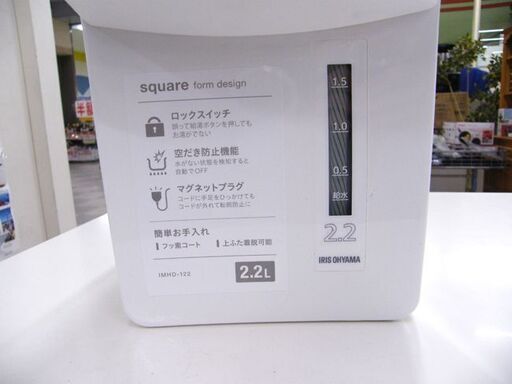 square form design
ロックスイッチ
誤って給湯ボタンを押しても
お湯がでない
空だき防止機能
水がない状態を検知すると
自動でOFF
マグネットプラグ
コードに手足をひっかけても
コードが外れて転倒防止に
簡単お手入れ
フッ素コート
上ふた着脱可能
IMHD-122
2.2L
1.5
1.0
0.5
給水
2.2
IRIS OHYAMA
半額